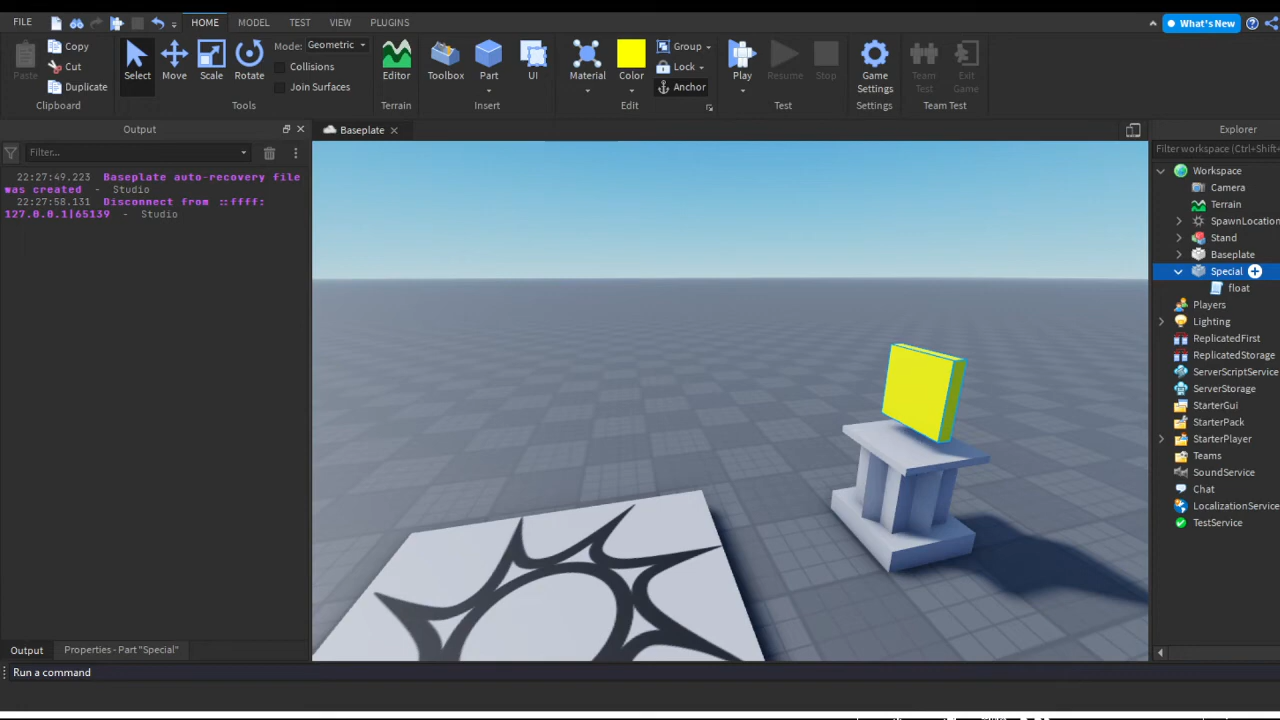 FILE HOME MODEL TEST VIEW PLUGINS What's New
Paste Copy Cut Duplicate Clipboard
Select Move Scale Rotate Mode: Geometric Collisions Join Surfaces Tools
Editor Terrain
Toolbox Part UI Insert
Material Color Group Lock Anchor Edit
Play Resume Stop Test
Game Settings Settings
Team Test Exit Game Team Test
Output
Filter...
22:27:49.223 Baseplate auto-recovery file
was created - Studio
22:27:58.131 Disconnect from ::ffff:
127.0.0.1|65139 - Studio
Baseplate
Explorer
Filter workspace (Ctrl+Shift+
Workspace
Camera
Terrain
SpawnLocation
Stand
Baseplate
Special
float
Players
Lighting
ReplicatedFirst
ReplicatedStorage
ServerScriptService
ServerStorage
StarterGui
StarterPack
StarterPlayer
Teams
SoundService
Chat
LocalizationService
TestService
Output Properties - Part "Special"
Run a command